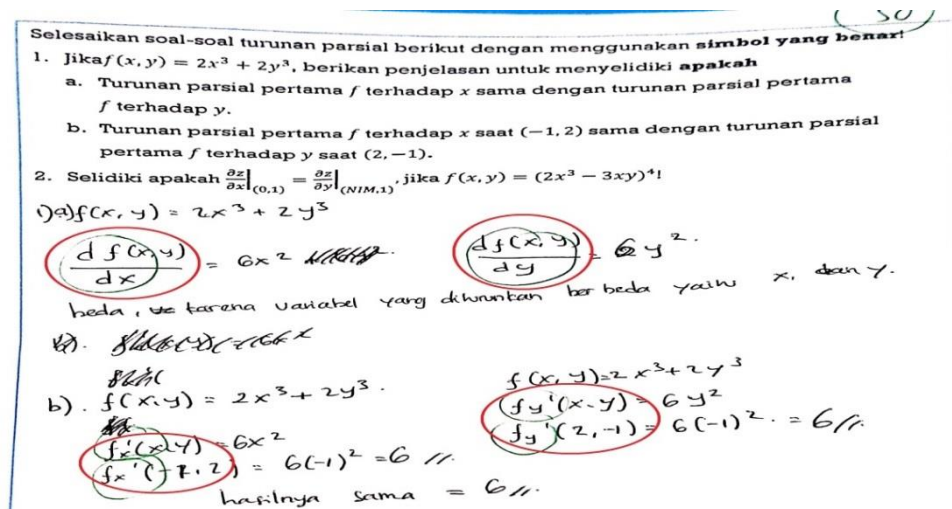 50
Selesaikan soal-soal turunan parsial berikut dengan menggunakan simbol yang benar!
1. Jikaf(x, y) = 2x³ + 2y³, berikan penjelasan untuk menyelidiki apakah
a. Turunan parsial pertama f terhadap x sama dengan turunan parsial pertama
f terhadap y.
b. Turunan parsial pertama f terhadap x saat (−1, 2) sama dengan turunan parsial
pertama f terhadap y saat (2, −1).
2. Selidiki apakah ∂z/∂x|(0,1) = ∂z/∂y|(NIM,1), jika f(x, y) = (2x³ − 3xy)⁴!
1) a) f(x, y) = 2x³ + 2y³
d f(x, y)/dx = 6x² df(x, y)/dy = 6y².
beda, karena variabel yang diturunkan ber beda yaitu x, dan y.
b). f(x, y) = 2x³ + 2y³. f(x, y) = 2x³ + 2y³
fx'(x, y) = 6x² fy'(x, y) = 6y²
fx'(-1, 2) = 6(-1)² = 6 //. fy'(2, -1) = 6(-1)². = 6 //.
hasilnya sama = 6 //.